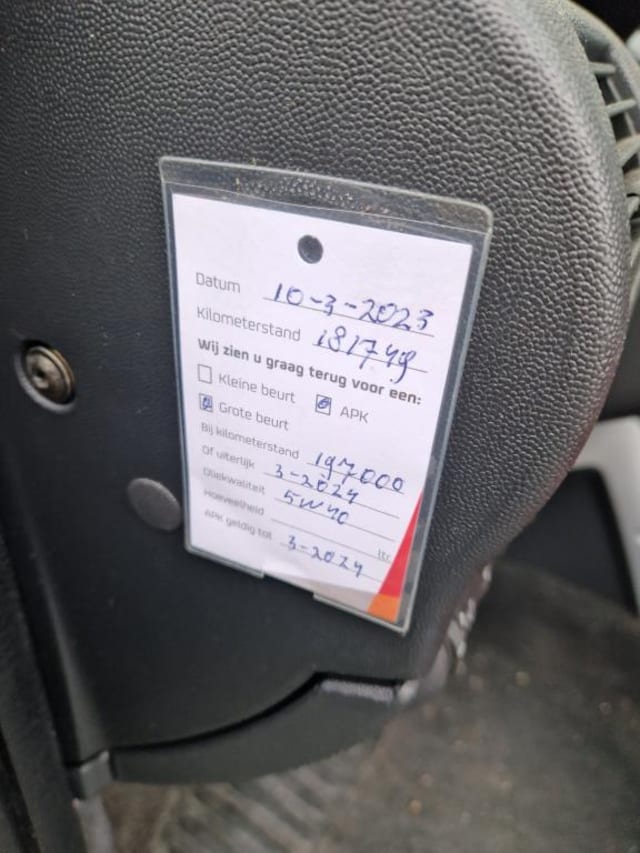 Datum 10-3-2023
Kilometerstand 181749
Wij zien u graag terug voor een:
Kleine beurt APK
Grote beurt
Bij kilometerstand 197000
Of uiterlijk 3-2024
Oliekwaliteit 5W40
Hoeveelheid ltr
APK geldig tot 3-2024